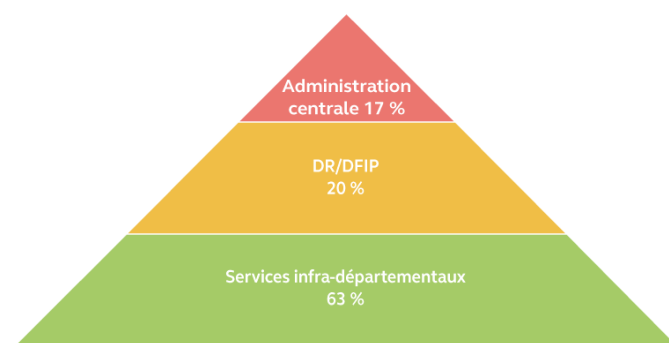 Administration
centrale 17 %
DR/DFIP
20 %
Services infra-départementaux
63 %